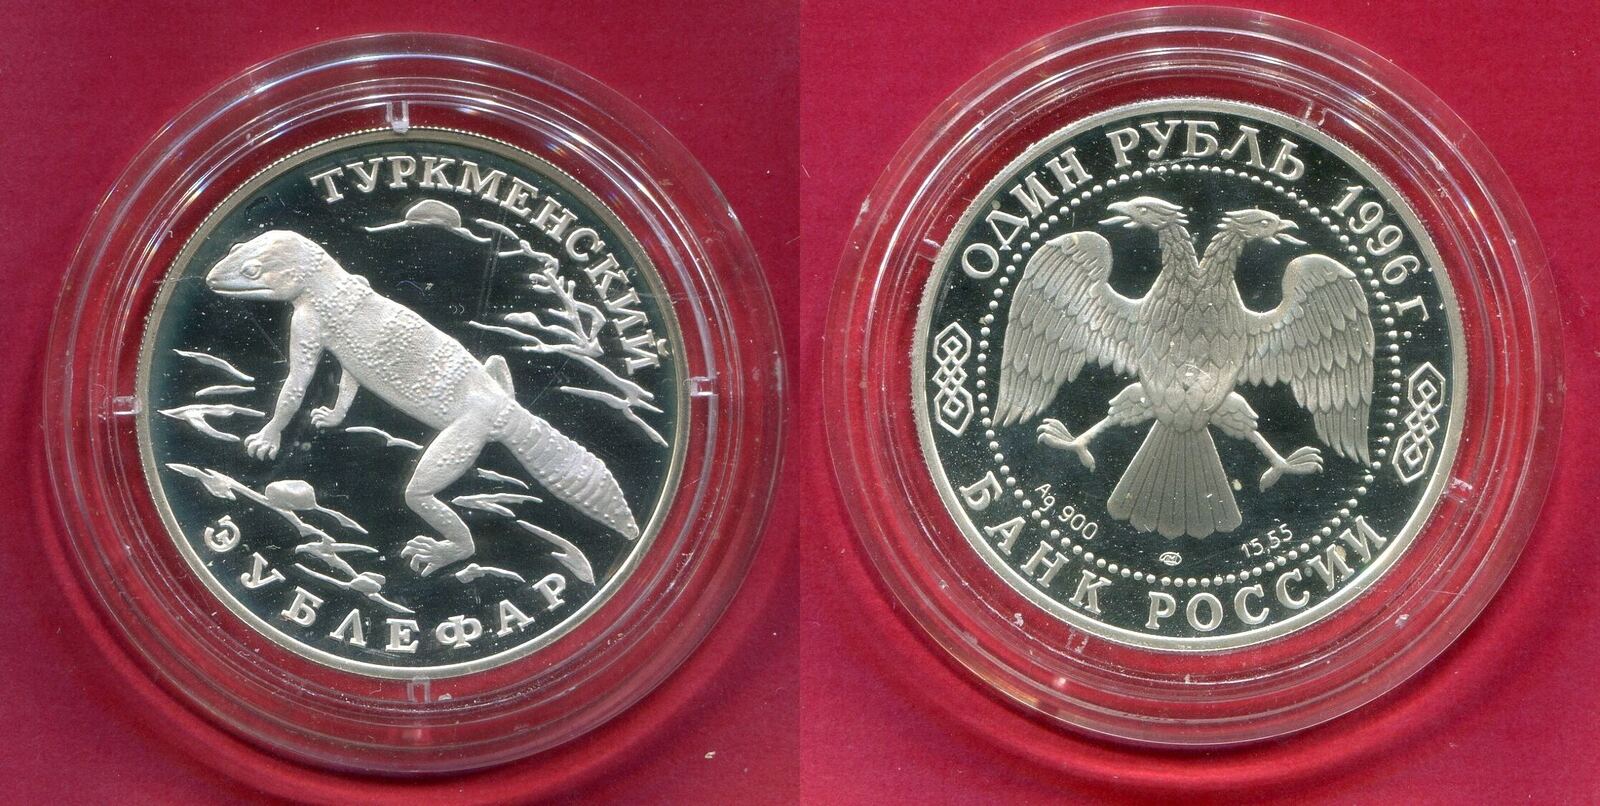 ТУРКМЕНСКИЙ
ЭУБЛЕФАР
ОДИН РУБЛЬ 1996 Г.
Ag 900
15,55
БАНК РОССИИ